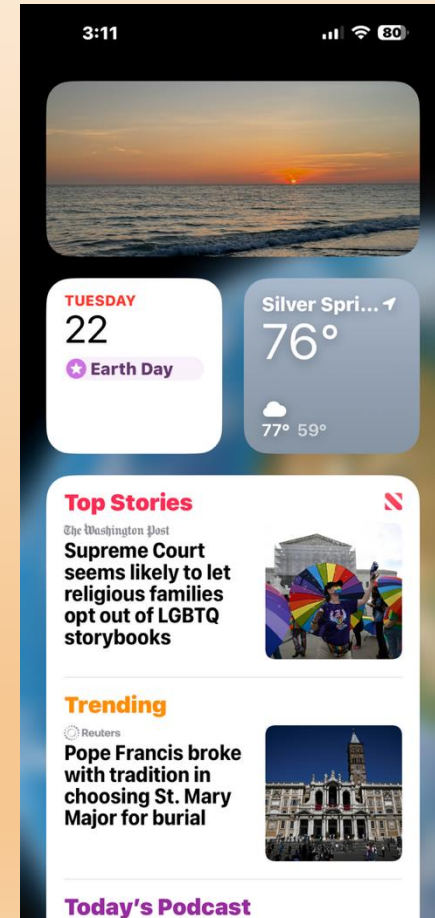 3:11
80
TUESDAY
22
Earth Day
Silver Spri...
76°
77° 59°
Top Stories
The Washington Post
Supreme Court
seems likely to let
religious families
opt out of LGBTQ
storybooks
Trending
Reuters
Pope Francis broke
with tradition in
choosing St. Mary
Major for burial
Today's Podcast